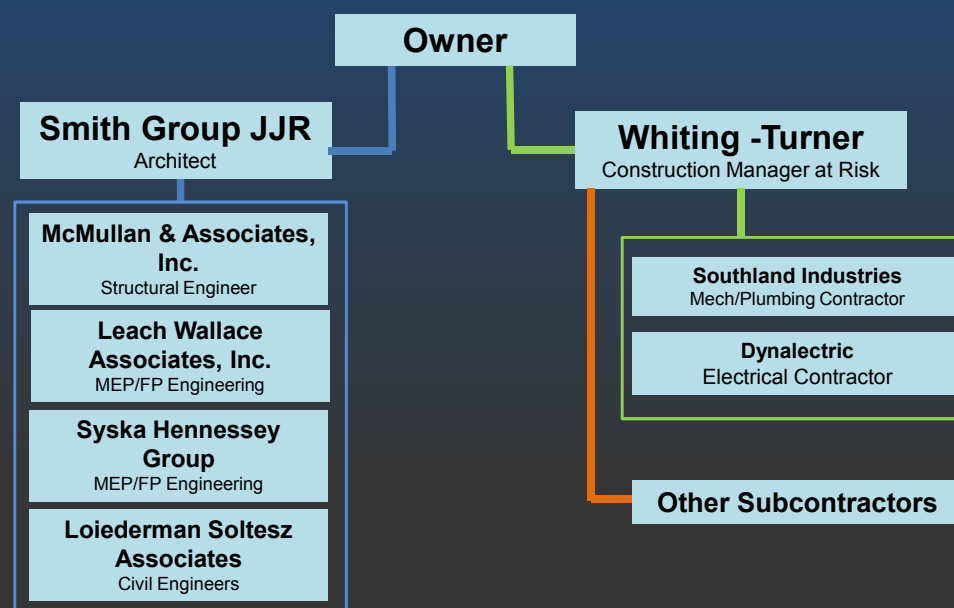 Owner
Smith Group JJR
Architect
McMullan & Associates,
Inc.
Structural Engineer
Leach Wallace
Associates, Inc.
MEP/FP Engineering
Syska Hennessey
Group
MEP/FP Engineering
Loiederman Soltesz
Associates
Civil Engineers
Whiting -Turner
Construction Manager at Risk
Southland Industries
Mech/Plumbing Contractor
Dynalectric
Electrical Contractor
Other Subcontractors